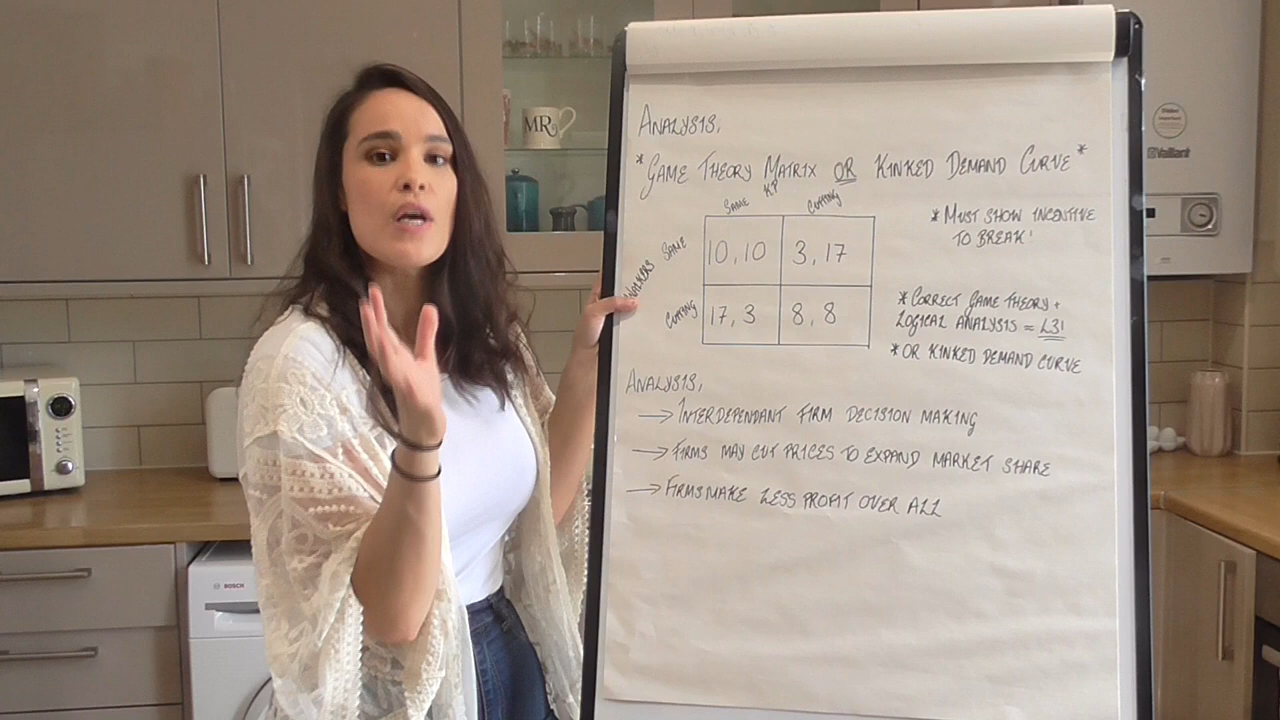 ANALYSIS,
*GAME THEORY MATRIX OR KINKED DEMAND CURVE*
KP
SAME CUTTING
WALKERS
SAME 10, 10 3, 17
CUTTING 17, 3 8, 8
* MUST SHOW INCENTIVE
TO BREAK!
* CORRECT GAME THEORY +
LOGICAL ANALYSIS = L3!
* OR KINKED DEMAND CURVE
ANALYSIS,
→ INTERDEPENDANT FIRM DECISION MAKING
→ FIRMS MAY CUT PRICES TO EXPAND MARKET SHARE
→ FIRMS MAKE LESS PROFIT OVER ALL
MR
Vaillant
BOSCH